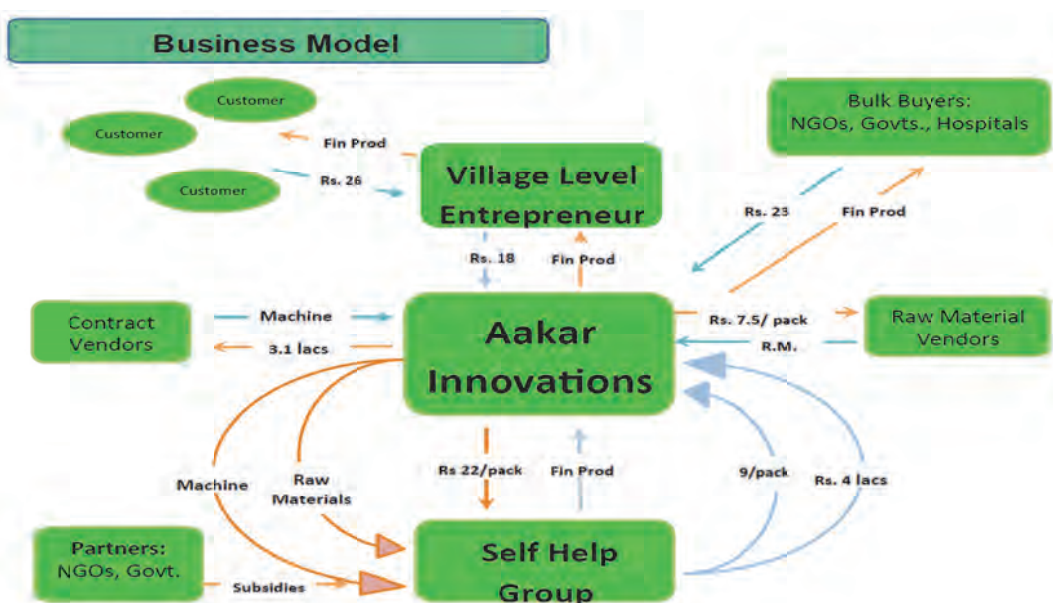 Business Model
Customer
Customer
Customer
Fin Prod
Rs. 26
Village Level
Entrepreneur
Bulk Buyers:
NGOs, Govts., Hospitals
Rs. 23
Fin Prod
Rs. 18
Fin Prod
Contract
Vendors
Machine
3.1 lacs
Aakar
Innovations
Rs. 7.5/ pack
R.M.
Raw Material
Vendors
Machine
Raw
Materials
Rs 22/pack
Fin Prod
9/pack
Rs. 4 lacs
Partners:
NGOs, Govt.
Subsidies
Self Help
Group